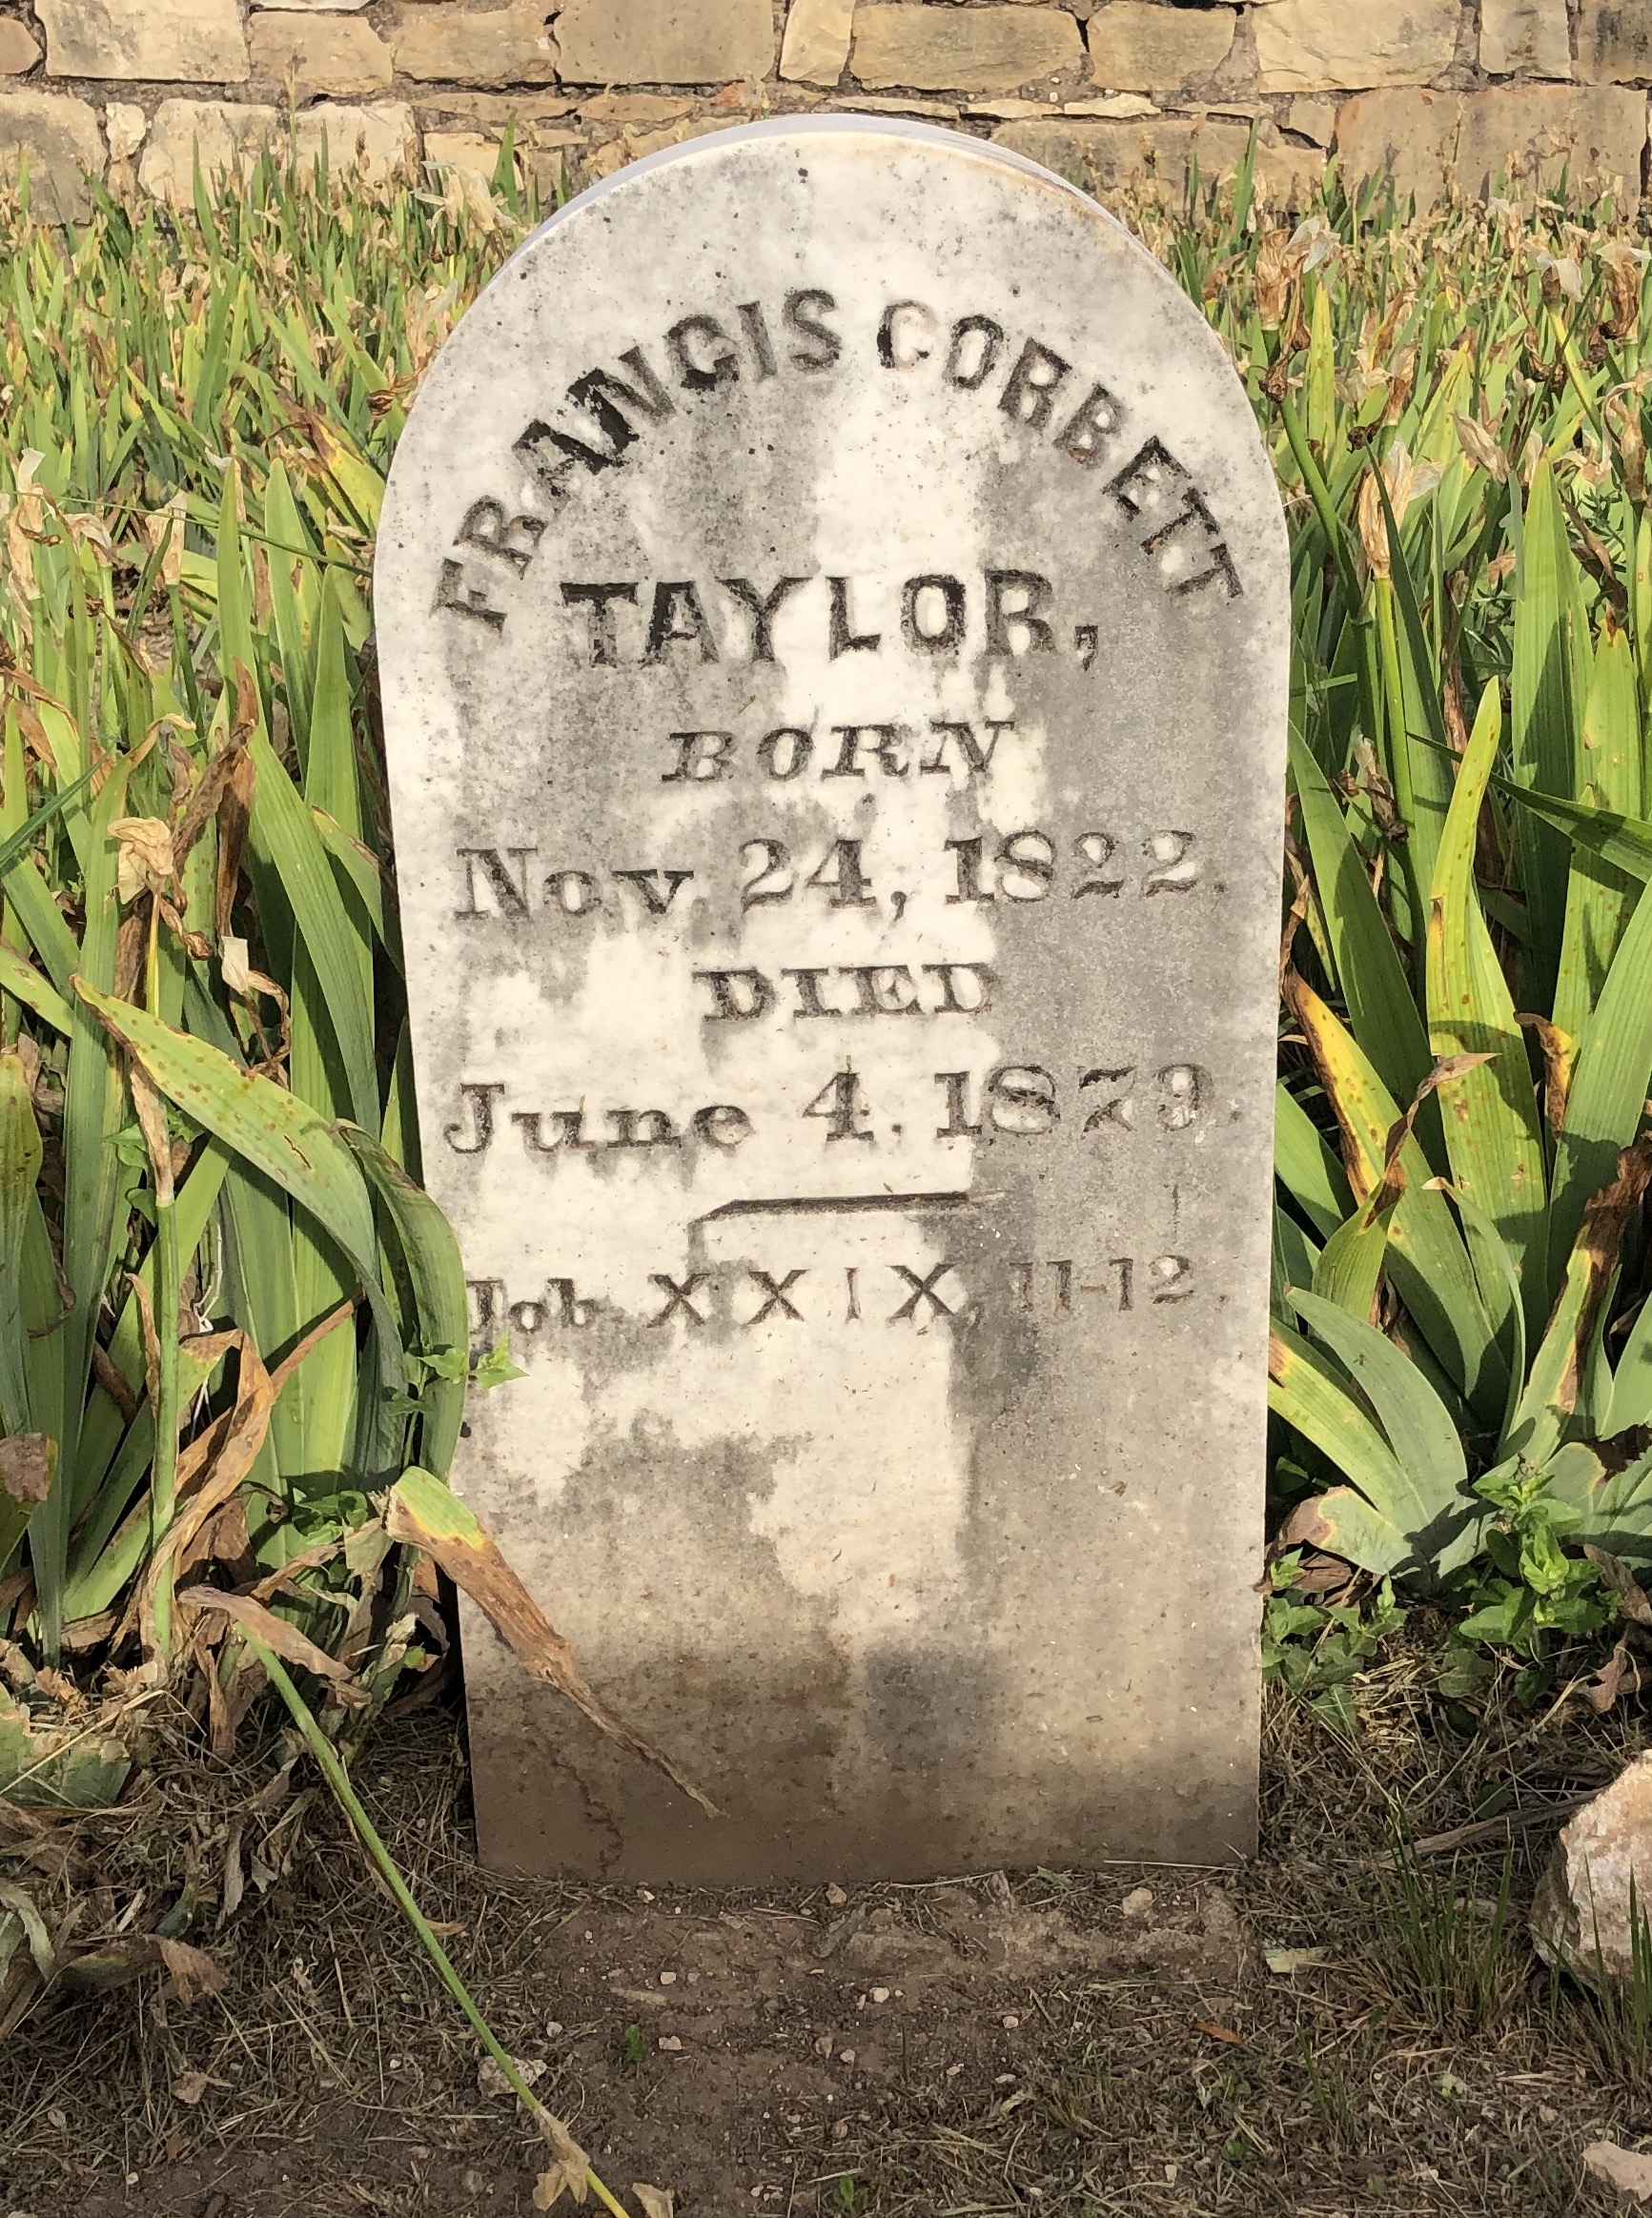 FRANCIS CORBETT
TAYLOR,
BORN
Nov 24, 1822.
DIED
June 4, 1879.
Job XXIX, 11-12.